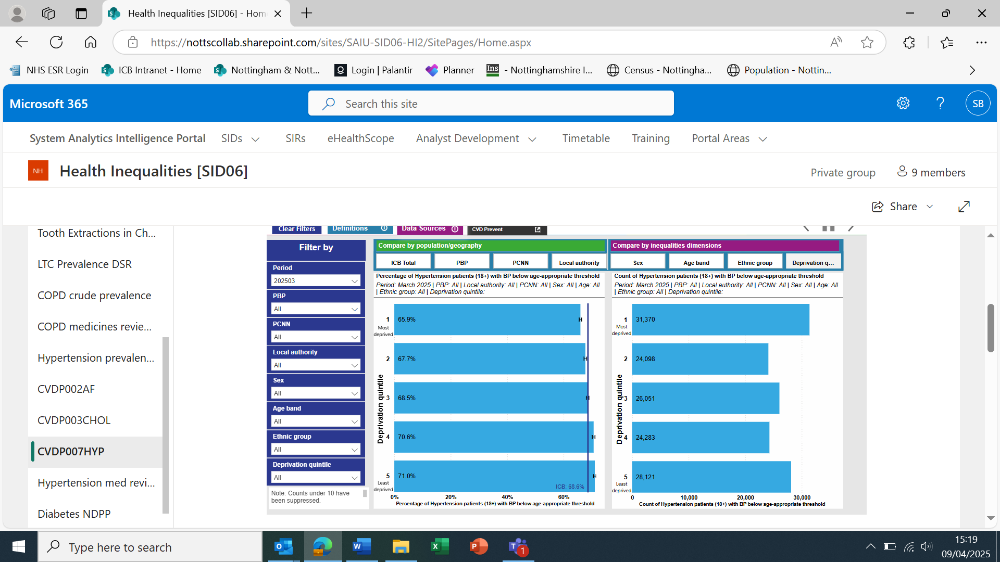 Health Inequalities [SID06] - Hom
https://nottscollab.sharepoint.com/sites/SAIU-SID06-HI2/SitePages/Home.aspx
NHS ESR Login
ICB Intranet - Home
Nottingham & Nott...
Login | Palantir
Planner
Ins
- Nottinghamshire I...
Census - Nottingha...
Population - Nottin...
Microsoft 365
Search this site
SB
System Analytics Intelligence Portal
SIDs
SIRs
eHealthScope
Analyst Development
Timetable
Training
Portal Areas
NH
Health Inequalities [SID06]
Private group
9 members
Share
Tooth Extractions in Ch...
LTC Prevalence DSR
COPD crude prevalence
COPD medicines revie...
Hypertension prevalen...
CVDP002AF
CVDP003CHOL
CVDP007HYP
Hypertension med revi...
Diabetes NDPP
Clear Filters
Definitions
Data Sources
CVD Prevent
Filter by
Period
202503
PBP
All
PCNN
All
Local authority
All
Sex
All
Age band
All
Ethnic group
All
Deprivation quintile
All
Note: Counts under 10 have
been suppressed.
Compare by population/geography
ICB Total
PBP
PCNN
Local authority
Compare by inequalities dimensions
Sex
Age band
Ethnic group
Deprivation q...
Percentage of Hypertension patients (18+) with BP below age-appropriate threshold
Period: March 2025 | PBP: All | Local authority: All | PCNN: All | Sex: All | Age: All
| Ethnic group: All | Deprivation quintile:
Deprivation quintile
1
Most
deprived
65.9%
2
67.7%
3
68.5%
4
70.6%
5
Least
deprived
71.0%
ICB: 68.6%
0%
20%
40%
60%
Percentage of Hypertension patients (18+) with BP below age-appropriate threshold
Count of Hypertension patients (18+) with BP below age-appropriate threshold
Period: March 2025 | PBP: All | Local authority: All | PCNN: All | Sex: All | Age: All
| Ethnic group: All | Deprivation quintile:
Deprivation quintile
1
Most
deprived
31,370
2
24,098
3
26,051
4
24,283
5
Least
deprived
28,121
0
10,000
20,000
30,000
Count of Hypertension patients (18+) with BP below age-appropriate threshold
Type here to search
1
15:19
09/04/2025